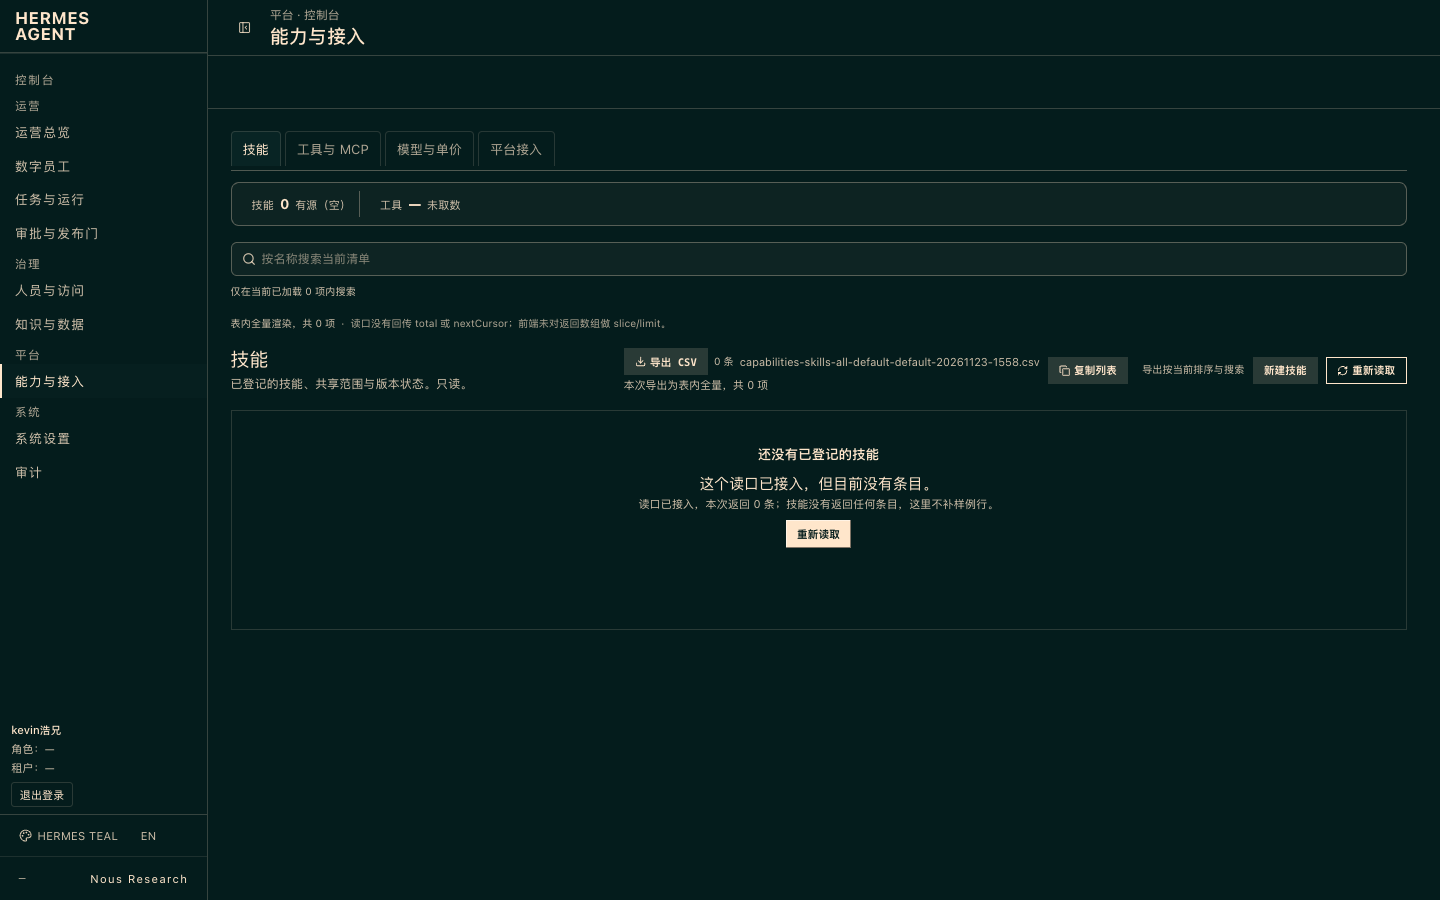 HERMES
AGENT
控制台
运营
运营总览
数字员工
任务与运行
审批与发布门
治理
人员与访问
知识与数据
平台
能力与接入
系统
系统设置
审计
kevin浩兄
角色：—
租户：—
退出登录
HERMES TEAL EN
— Nous Research
平台 · 控制台
能力与接入
技能 工具与 MCP 模型与单价 平台接入
技能 0 有源（空） 工具 — 未取数
按名称搜索当前清单
仅在当前已加载 0 项内搜索
表内全量渲染，共 0 项 · 读口没有回传 total 或 nextCursor；前端未对返回数组做 slice/limit。
技能
已登记的技能、共享范围与版本状态。只读。
导出 CSV 0 条 capabilities-skills-all-default-default-20261123-1558.csv
本次导出为表内全量，共 0 项
复制列表 导出按当前排序与搜索 新建技能 重新读取
还没有已登记的技能
这个读口已接入，但目前没有条目。
读口已接入，本次返回 0 条；技能没有返回任何条目，这里不补样例行。
重新读取